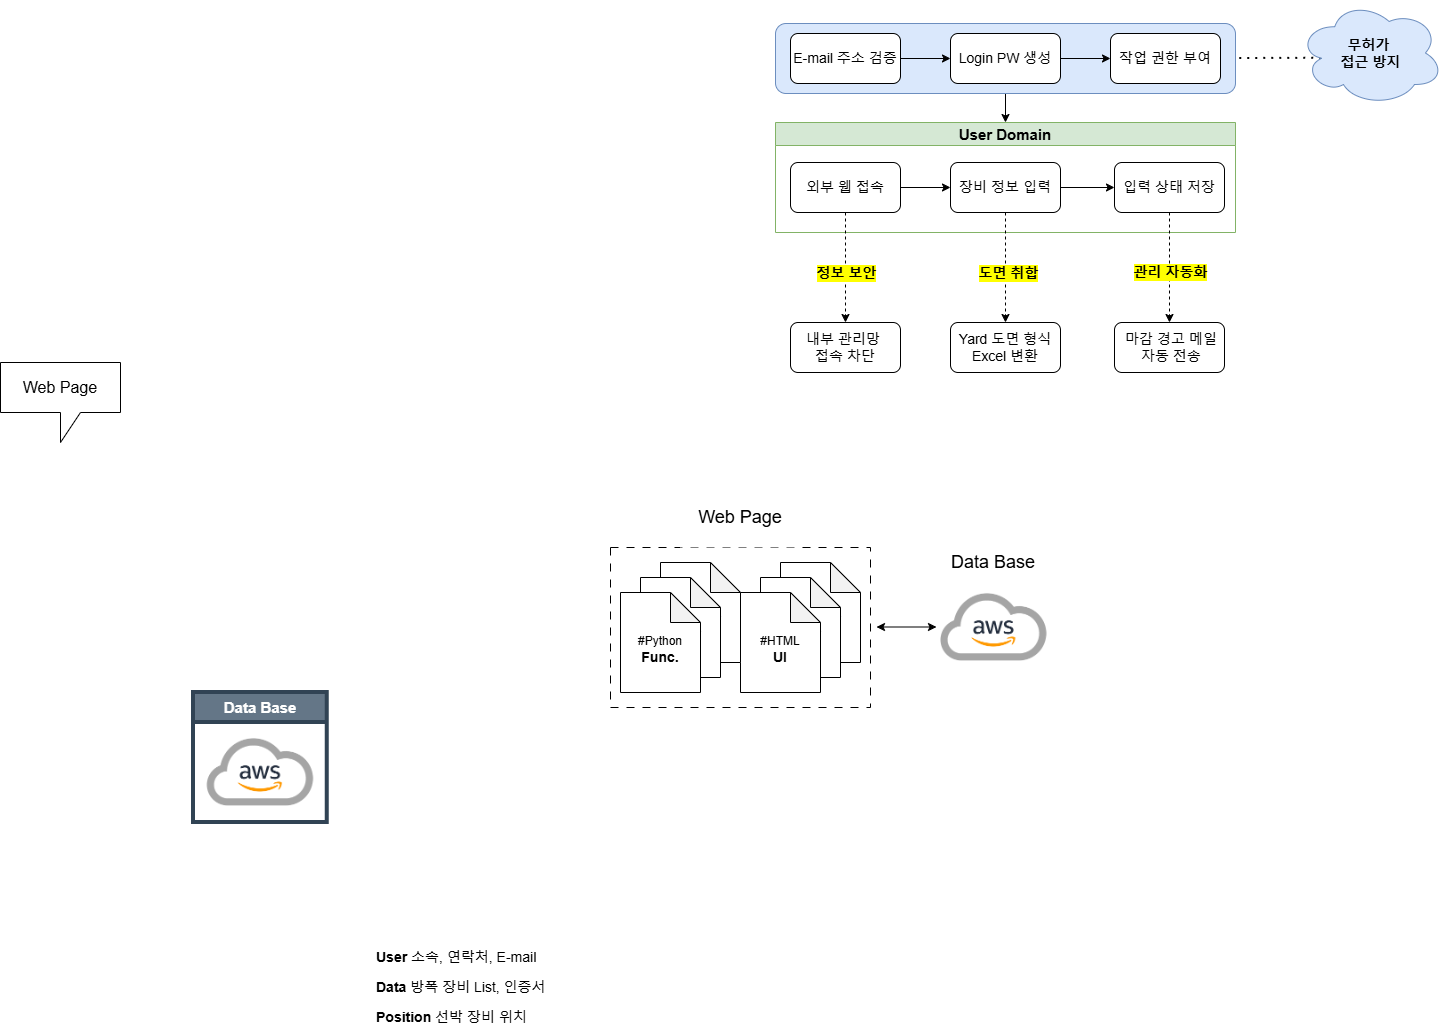 E-mail 주소 검증
Login PW 생성
작업 권한 부여
무허가
접근 방지
User Domain
외부 웹 접속
장비 정보 입력
입력 상태 저장
정보 보안
도면 취합
관리 자동화
내부 관리망
접속 차단
Yard 도면 형식
Excel 변환
마감 경고 메일
자동 전송
Web Page
Web Page
#Python
Func.
#HTML
UI
Data Base
aws
Data Base
aws
User 소속, 연락처, E-mail
Data 방폭 장비 List, 인증서
Position 선박 장비 위치